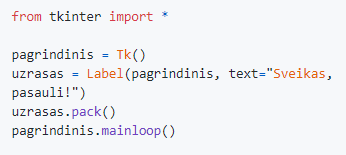 from tkinter import *

pagrindinis = Tk()
uzrasas = Label(pagrindinis, text="Sveikas,
pasauli!")
uzrasas.pack()
pagrindinis.mainloop()